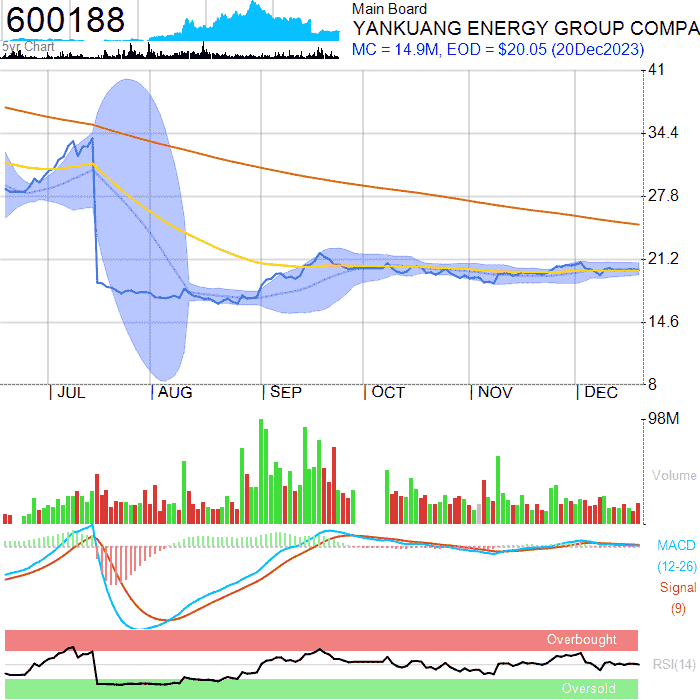 600188
5yr Chart
Main Board
YANKUANG ENERGY GROUP COMPA
MC = 14.9M, EOD = $20.05 (20Dec2023)
41
34.4
27.8
21.2
14.6
8
JUL AUG SEP OCT NOV DEC
98M
Volume
MACD
(12-26)
Signal
(9)
Overbought
RSI(14)
Oversold